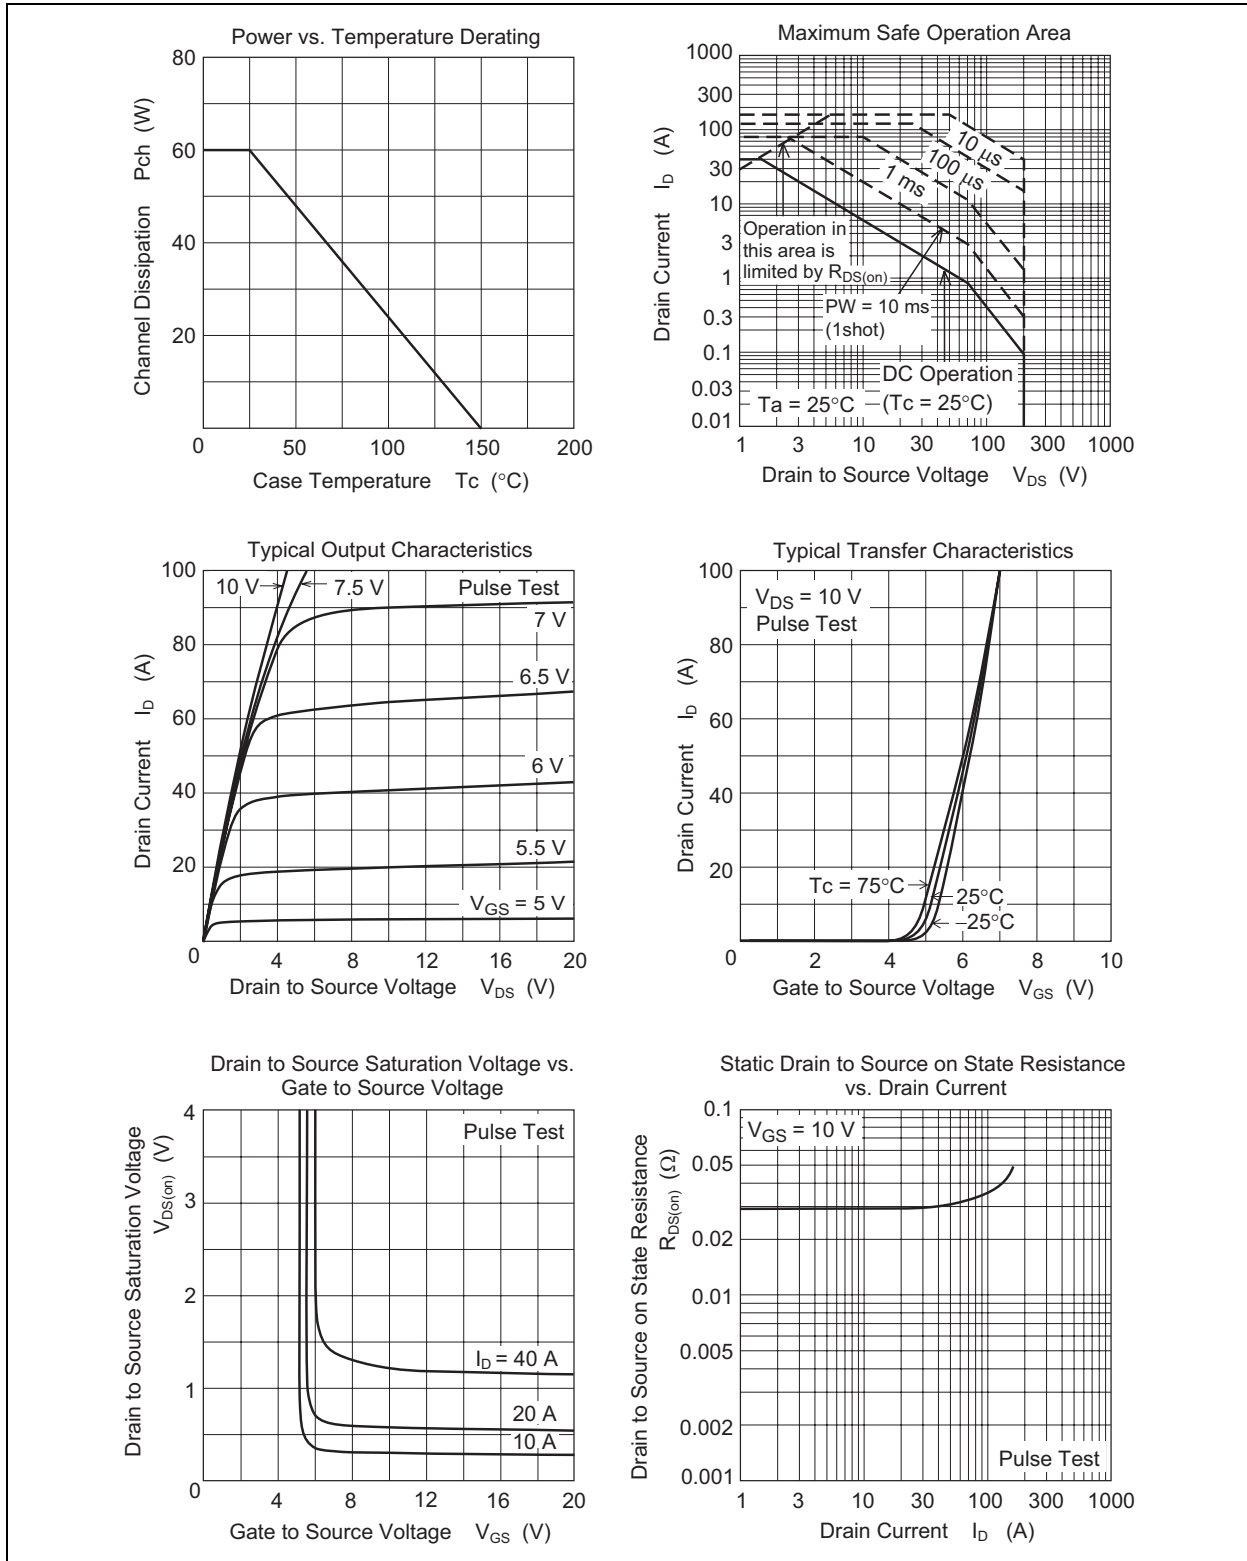 Power vs. Temperature Derating
Channel Dissipation Pch (W)
80
60
40
20
0
50
100
150
200
Case Temperature Tc (°C)
Maximum Safe Operation Area
Drain Current I_D (A)
1000
300
100
30
10
3
1
0.3
0.1
0.03
0.01
10 µs
100 µs
1 ms
Operation in
this area is
limited by R_DS(on)
PW = 10 ms
(1shot)
DC Operation
(Tc = 25°C)
Ta = 25°C
1
3
10
30
100
300
1000
Drain to Source Voltage V_DS (V)
Typical Output Characteristics
Drain Current I_D (A)
100
80
60
40
20
0
10 V
7.5 V
Pulse Test
7 V
6.5 V
6 V
5.5 V
V_GS = 5 V
4
8
12
16
20
Drain to Source Voltage V_DS (V)
Typical Transfer Characteristics
Drain Current I_D (A)
100
80
60
40
20
0
V_DS = 10 V
Pulse Test
Tc = 75°C
25°C
–25°C
2
4
6
8
10
Gate to Source Voltage V_GS (V)
Drain to Source Saturation Voltage vs.
Gate to Source Voltage
Drain to Source Saturation Voltage
V_DS(on) (V)
4
3
2
1
0
Pulse Test
I_D = 40 A
20 A
10 A
4
8
12
16
20
Gate to Source Voltage V_GS (V)
Static Drain to Source on State Resistance
vs. Drain Current
Drain to Source on State Resistance
R_DS(on) (Ω)
0.1
0.05
0.02
0.01
0.005
0.002
0.001
V_GS = 10 V
Pulse Test
1
3
10
30
100
300
1000
Drain Current I_D (A)